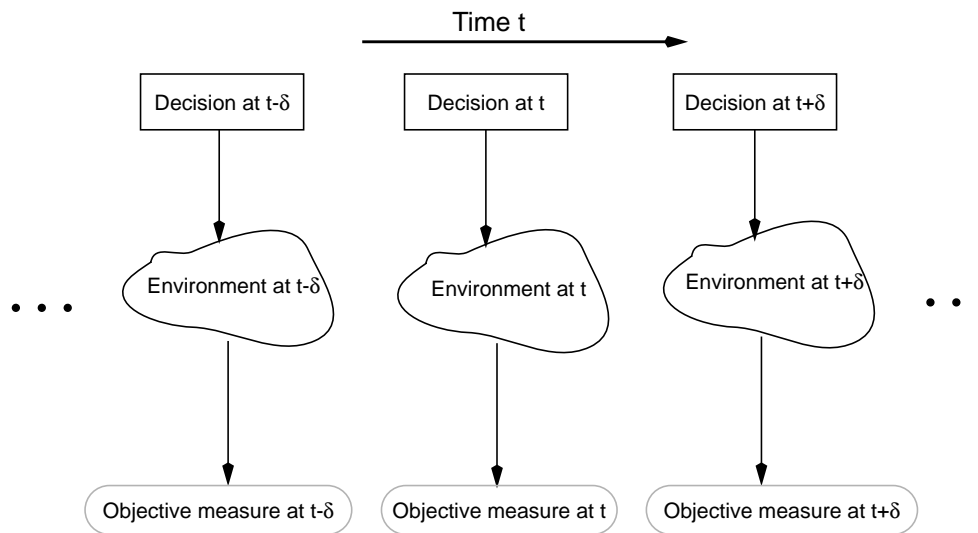 Time t
Decision at t-δ
Decision at t
Decision at t+δ
Environment at t-δ
Environment at t
Environment at t+δ
Objective measure at t-δ
Objective measure at t
Objective measure at t+δ